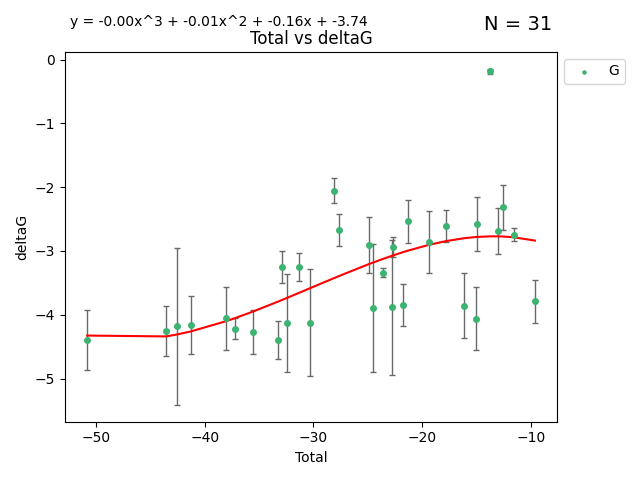 y = -0.00x^3 + -0.01x^2 + -0.16x + -3.74
N = 31
Total vs deltaG
G
0
−1
−2
−3
−4
−5
deltaG
−50
−40
−30
−20
−10
Total